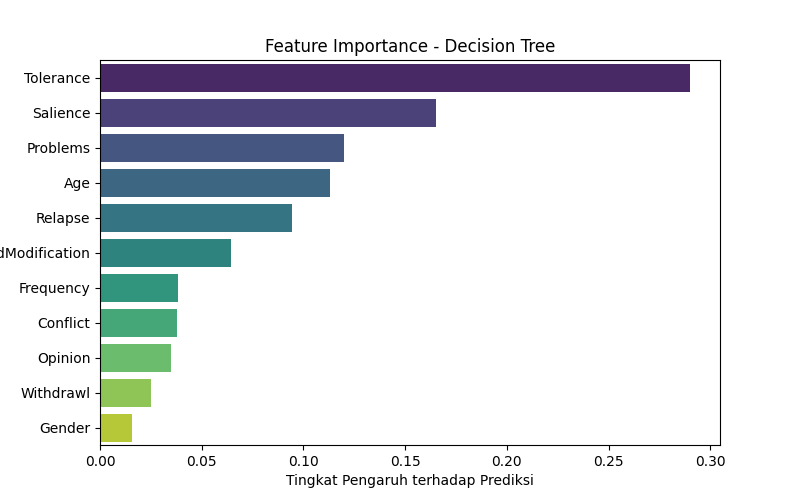 Feature Importance - Decision Tree
Tolerance
Salience
Problems
Age
Relapse
dModification
Frequency
Conflict
Opinion
Withdrawl
Gender
0.00 0.05 0.10 0.15 0.20 0.25 0.30
Tingkat Pengaruh terhadap Prediksi